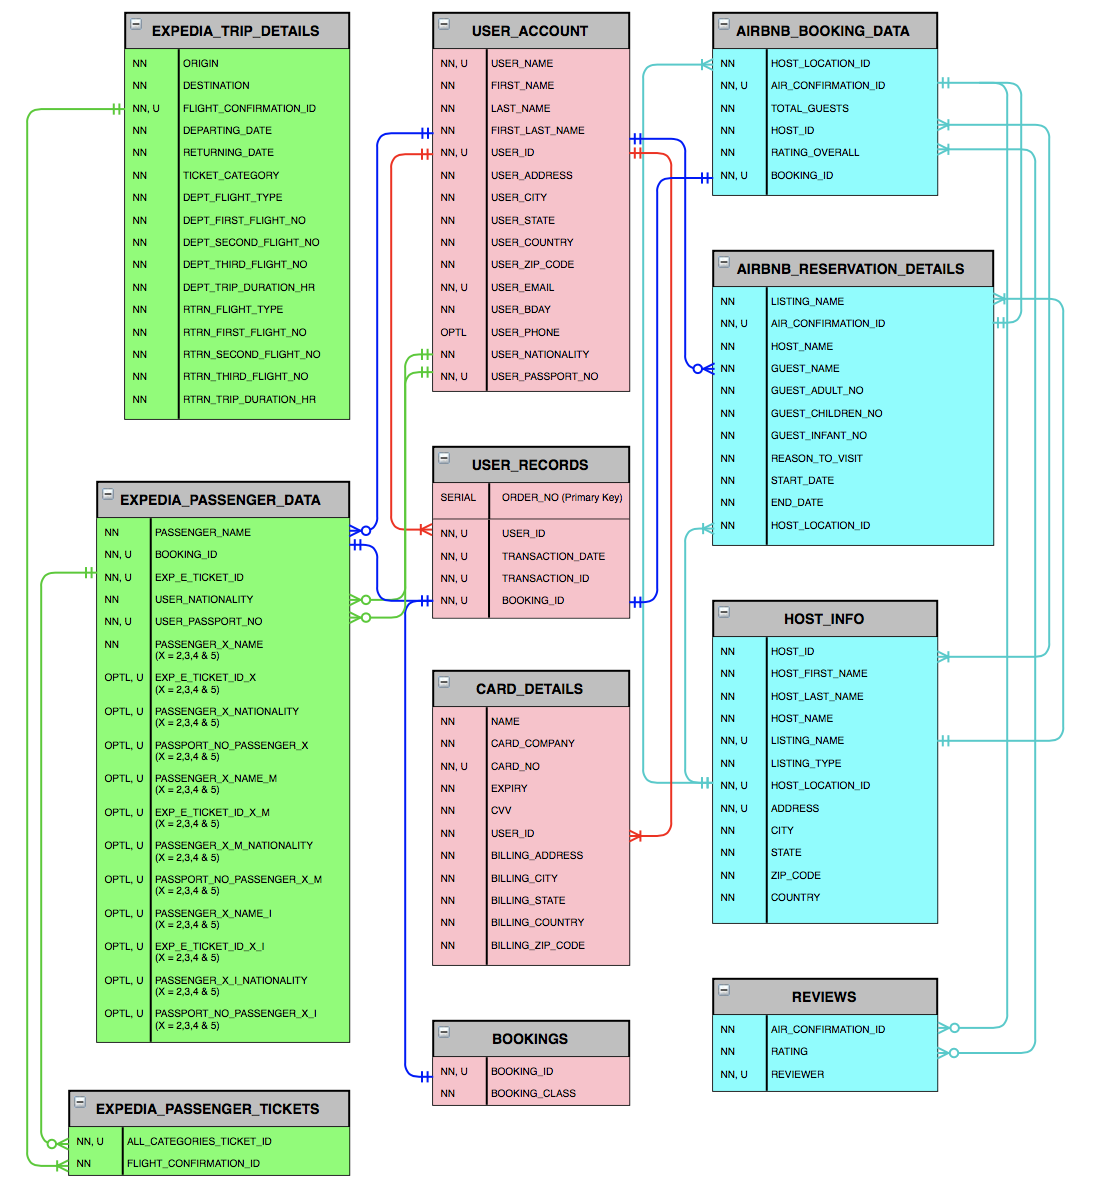 EXPEDIA_TRIP_DETAILS
NN ORIGIN
NN DESTINATION
NN, U FLIGHT_CONFIRMATION_ID
NN DEPARTING_DATE
NN RETURNING_DATE
NN TICKET_CATEGORY
NN DEPT_FLIGHT_TYPE
NN DEPT_FIRST_FLIGHT_NO
NN DEPT_SECOND_FLIGHT_NO
NN DEPT_THIRD_FLIGHT_NO
NN DEPT_TRIP_DURATION_HR
NN RTRN_FLIGHT_TYPE
NN RTRN_FIRST_FLIGHT_NO
NN RTRN_SECOND_FLIGHT_NO
NN RTRN_THIRD_FLIGHT_NO
NN RTRN_TRIP_DURATION_HR
EXPEDIA_PASSENGER_DATA
NN PASSENGER_NAME
NN, U BOOKING_ID
NN, U EXP_E_TICKET_ID
NN USER_NATIONALITY
NN, U USER_PASSPORT_NO
NN PASSENGER_X_NAME
(X = 2,3,4 & 5)
OPTL, U EXP_E_TICKET_ID_X
(X = 2,3,4 & 5)
OPTL, U PASSENGER_X_NATIONALITY
(X = 2,3,4 & 5)
OPTL, U PASSPORT_NO_PASSENGER_X
(X = 2,3,4 & 5)
OPTL, U PASSENGER_X_NAME_M
(X = 2,3,4 & 5)
OPTL, U EXP_E_TICKET_ID_X_M
(X = 2,3,4 & 5)
OPTL, U PASSENGER_X_M_NATIONALITY
(X = 2,3,4 & 5)
OPTL, U PASSPORT_NO_PASSENGER_X_M
(X = 2,3,4 & 5)
OPTL, U PASSENGER_X_NAME_I
(X = 2,3,4 & 5)
OPTL, U EXP_E_TICKET_ID_X_I
(X = 2,3,4 & 5)
OPTL, U PASSENGER_X_I_NATIONALITY
(X = 2,3,4 & 5)
OPTL, U PASSPORT_NO_PASSENGER_X_I
(X = 2,3,4 & 5)
EXPEDIA_PASSENGER_TICKETS
NN, U ALL_CATEGORIES_TICKET_ID
NN FLIGHT_CONFIRMATION_ID
USER_ACCOUNT
NN, U USER_NAME
NN FIRST_NAME
NN LAST_NAME
NN FIRST_LAST_NAME
NN, U USER_ID
NN USER_ADDRESS
NN USER_CITY
NN USER_STATE
NN USER_COUNTRY
NN USER_ZIP_CODE
NN, U USER_EMAIL
NN USER_BDAY
OPTL USER_PHONE
NN USER_NATIONALITY
NN, U USER_PASSPORT_NO
USER_RECORDS
SERIAL ORDER_NO (Primary Key)
NN, U USER_ID
NN, U TRANSACTION_DATE
NN, U TRANSACTION_ID
NN, U BOOKING_ID
CARD_DETAILS
NN NAME
NN CARD_COMPANY
NN, U CARD_NO
NN EXPIRY
NN CVV
NN USER_ID
NN BILLING_ADDRESS
NN BILLING_CITY
NN BILLING_STATE
NN BILLING_COUNTRY
NN BILLING_ZIP_CODE
BOOKINGS
NN, U BOOKING_ID
NN BOOKING_CLASS
AIRBNB_BOOKING_DATA
NN HOST_LOCATION_ID
NN, U AIR_CONFIRMATION_ID
NN TOTAL_GUESTS
NN HOST_ID
NN RATING_OVERALL
NN, U BOOKING_ID
AIRBNB_RESERVATION_DETAILS
NN LISTING_NAME
NN, U AIR_CONFIRMATION_ID
NN HOST_NAME
NN GUEST_NAME
NN GUEST_ADULT_NO
NN GUEST_CHILDREN_NO
NN GUEST_INFANT_NO
NN REASON_TO_VISIT
NN START_DATE
NN END_DATE
NN HOST_LOCATION_ID
HOST_INFO
NN HOST_ID
NN HOST_FIRST_NAME
NN HOST_LAST_NAME
NN HOST_NAME
NN, U LISTING_NAME
NN LISTING_TYPE
NN, U HOST_LOCATION_ID
NN, U ADDRESS
NN CITY
NN STATE
NN ZIP_CODE
NN COUNTRY
REVIEWS
NN AIR_CONFIRMATION_ID
NN RATING
NN, U REVIEWER